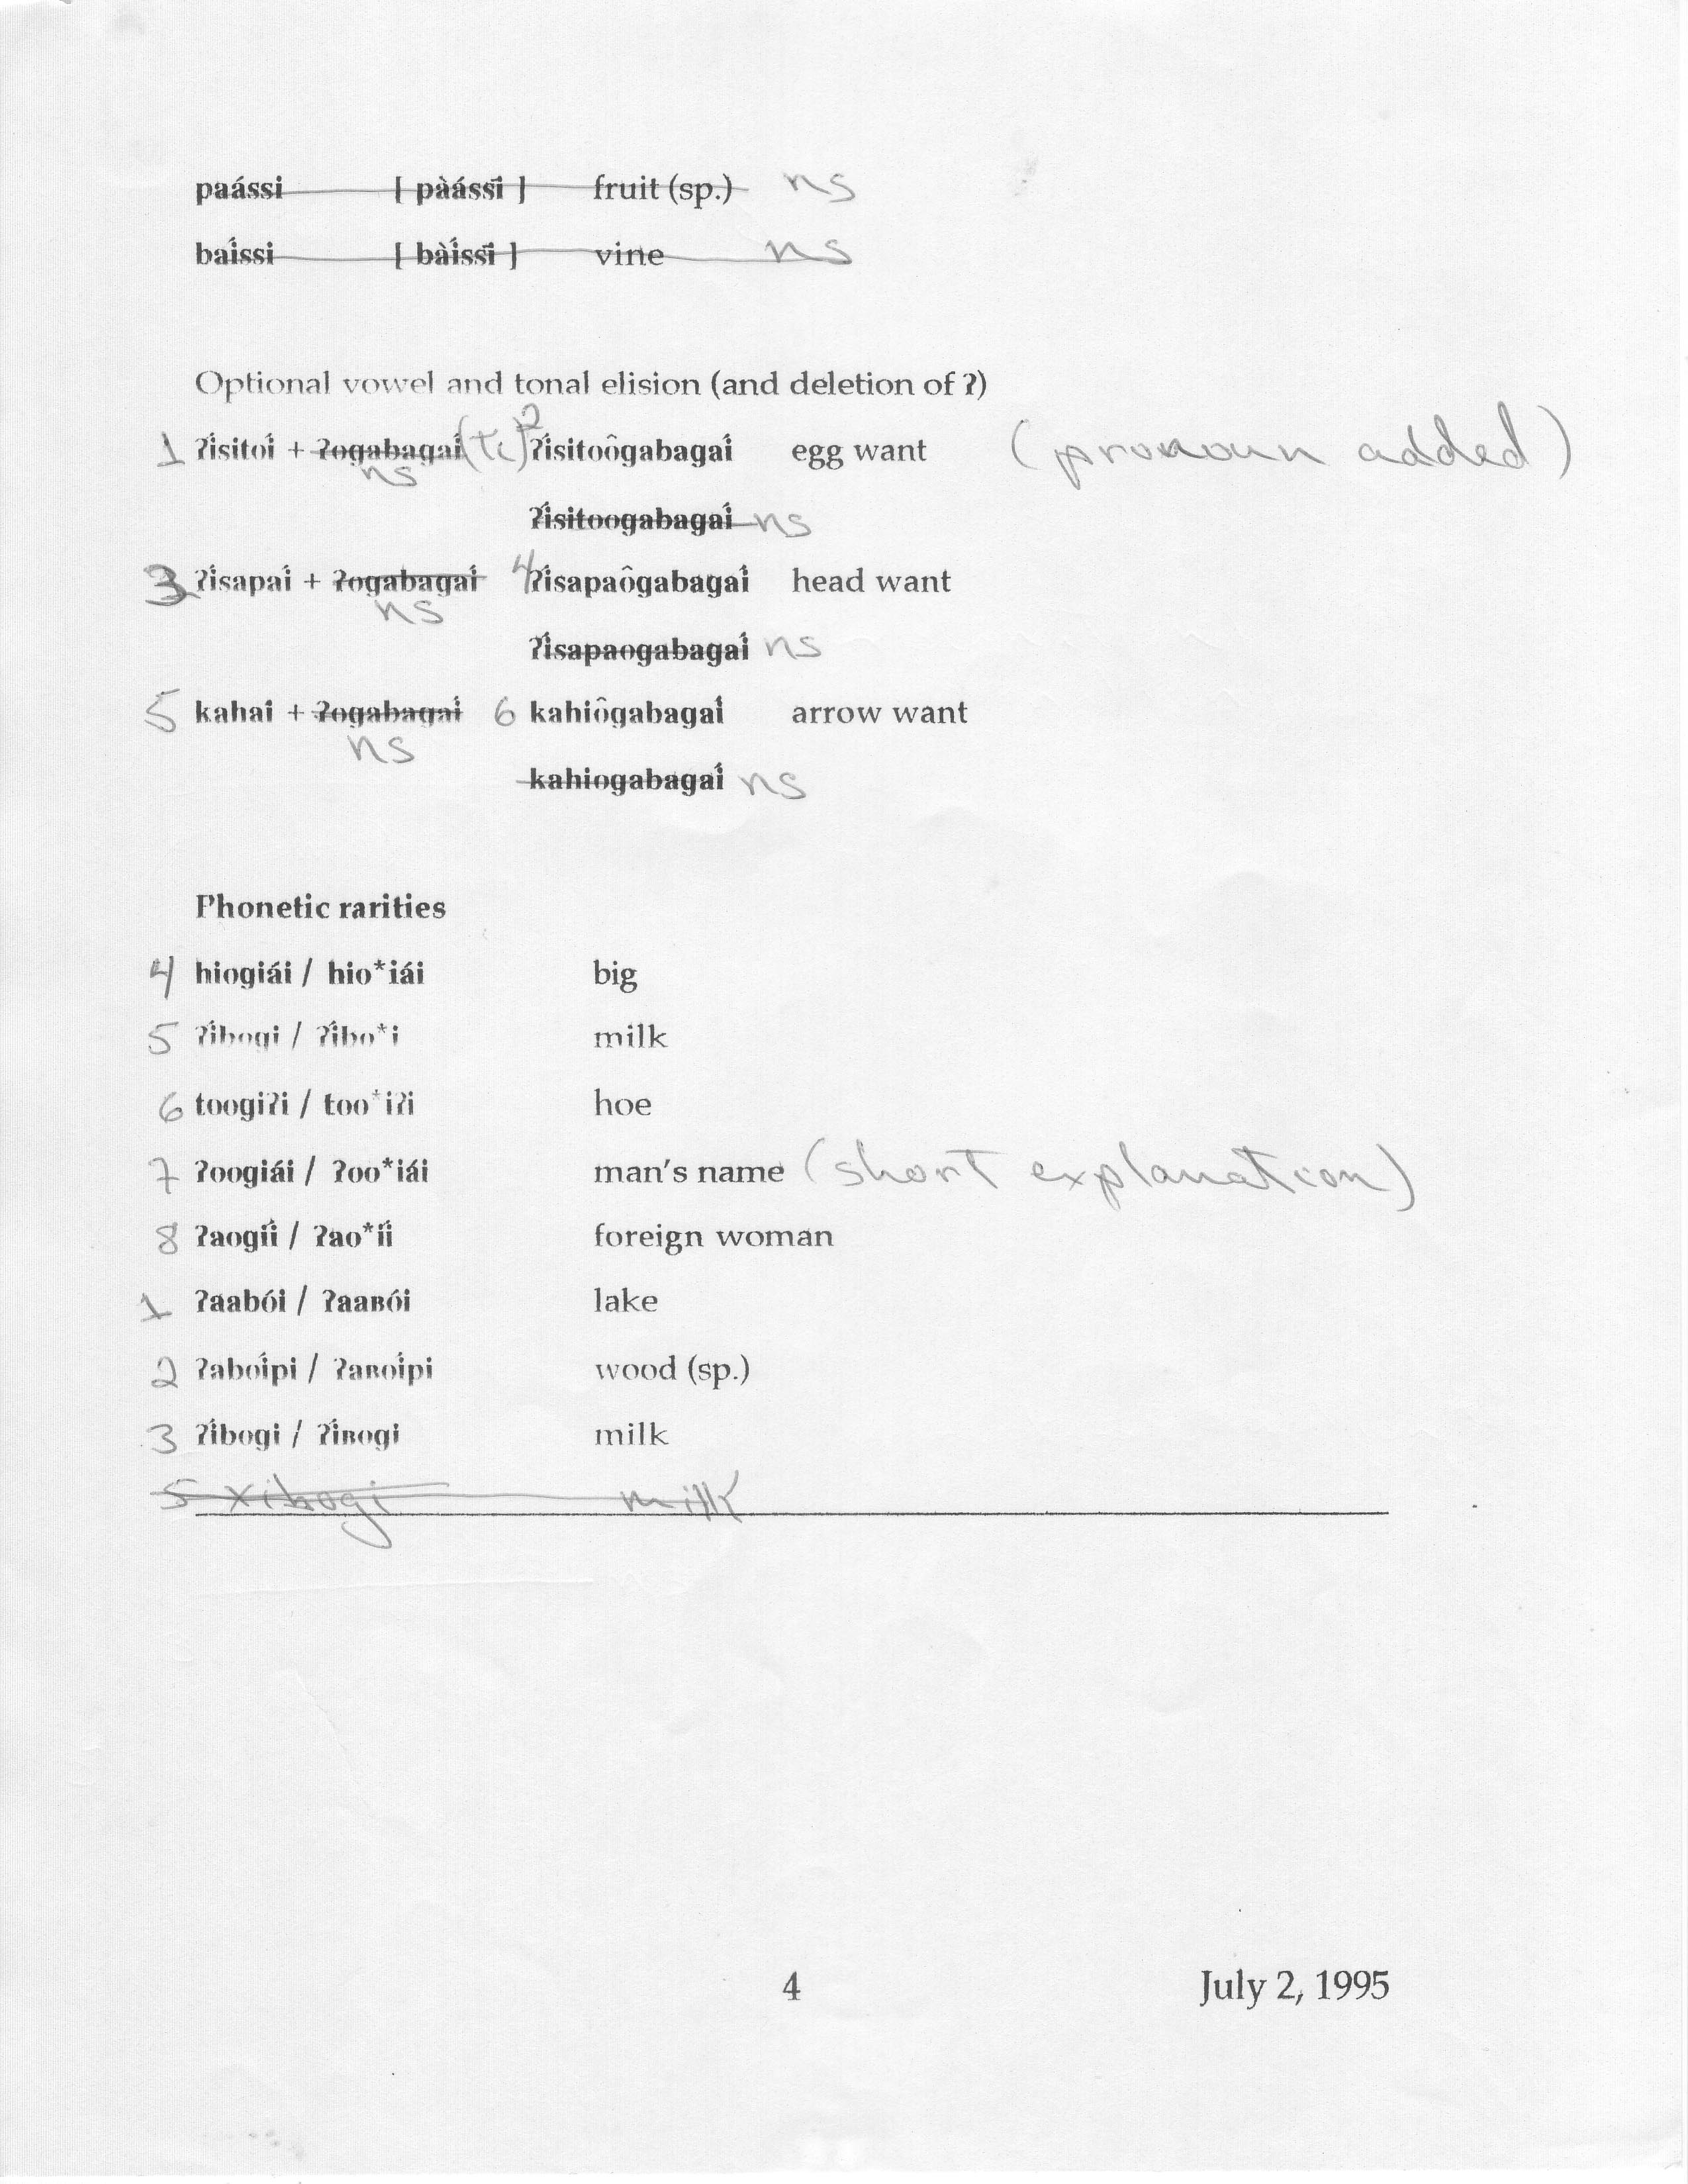 paássi [ pàássī ] fruit (sp.) ns
baíssi [ bàíssī ] vine ns
Optional vowel and tonal elision (and deletion of ʔ)
1 ʔísitoí + ʔogabagaí (ti) 2 ʔísitoôgabagaí egg want (pronoun added)
ns
ʔísitoogabagaí ns
3 ʔísapaí + ʔogabagaí 4 ʔísapaôgabagaí head want
ns
ʔísapaogabagaí ns
5 kahaí + ʔogabagaí 6 kahiôgabagaí arrow want
ns
kahiogabagaí ns
Phonetic rarities
4 hiogiái / hio*iái big
5 ʔíbogi / ʔíbo*i milk
6 toogiʔi / too*iʔi hoe
7 ʔoogiái / ʔoo*iái man's name (short explanation)
8 ʔaogií / ʔao*ií foreign woman
1 ʔaabói / ʔaaʙói lake
2 ʔaboípi / ʔaʙoípi wood (sp.)
3 ʔíbogi / ʔíʙogi milk
5 xibogi milk
4 July 2, 1995